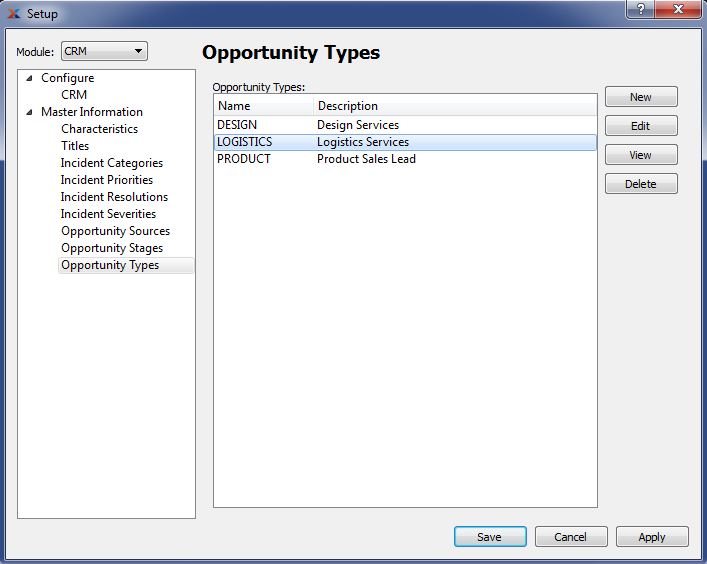 Setup
?
X
Module: CRM
Opportunity Types
Configure
CRM
Master Information
Characteristics
Titles
Incident Categories
Incident Priorities
Incident Resolutions
Incident Severities
Opportunity Sources
Opportunity Stages
Opportunity Types
Opportunity Types:
Name Description
DESIGN Design Services
LOGISTICS Logistics Services
PRODUCT Product Sales Lead
New
Edit
View
Delete
Save Cancel Apply